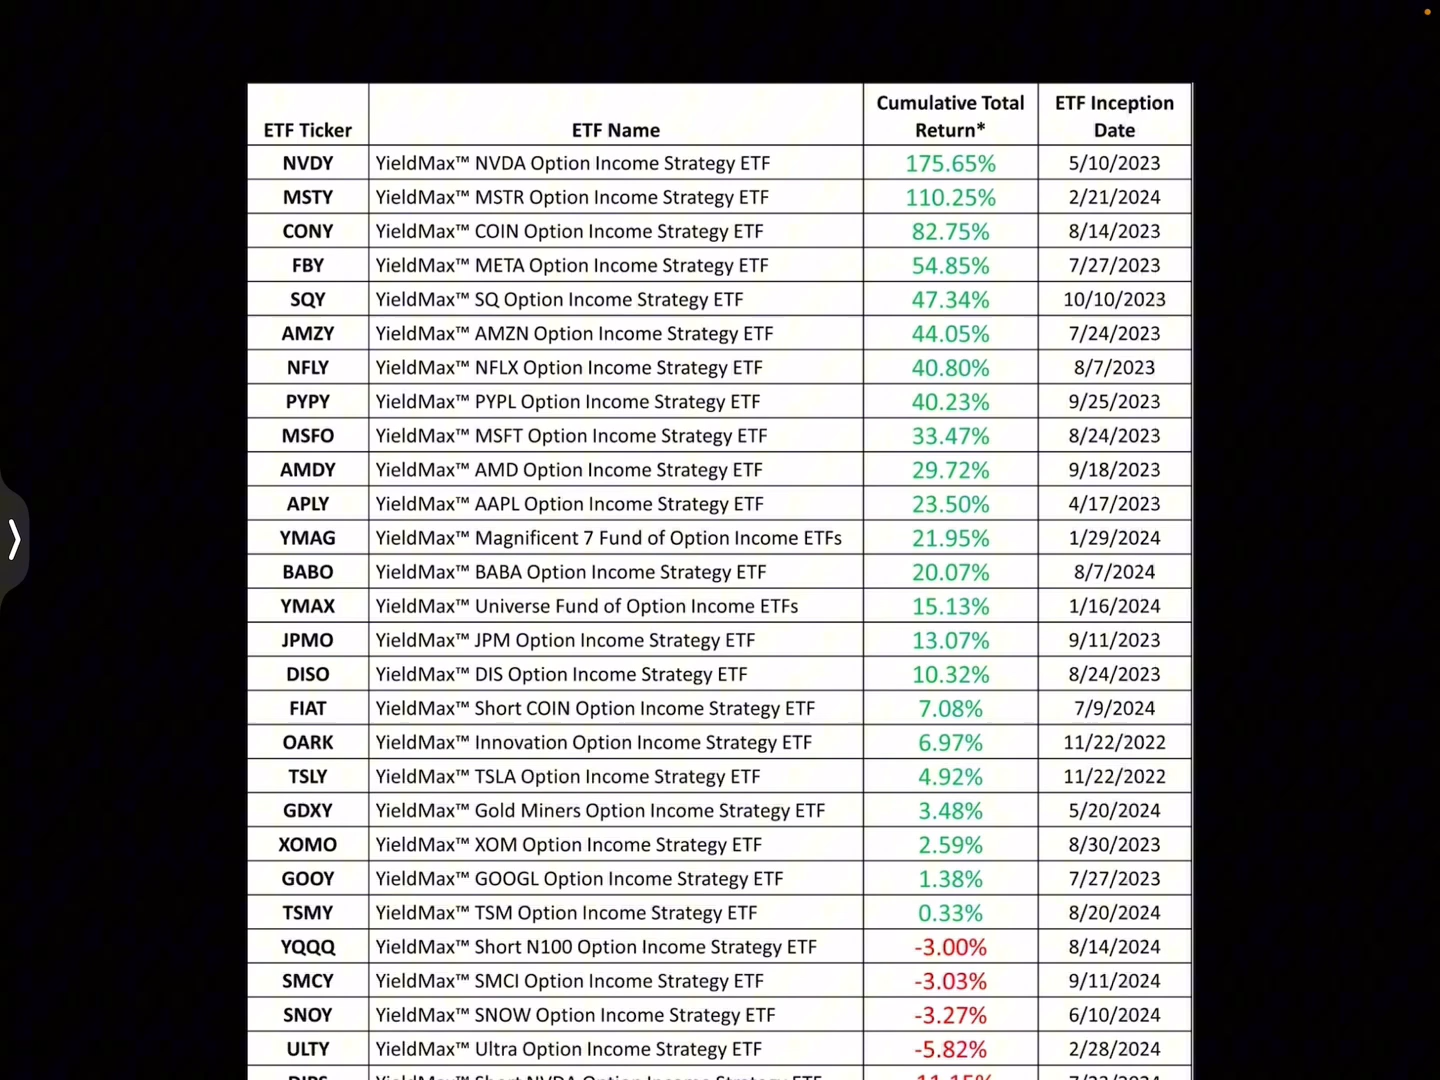 ETF Ticker ETF Name Cumulative Total Return* ETF Inception Date
NVDY YieldMax™ NVDA Option Income Strategy ETF 175.65% 5/10/2023
MSTY YieldMax™ MSTR Option Income Strategy ETF 110.25% 2/21/2024
CONY YieldMax™ COIN Option Income Strategy ETF 82.75% 8/14/2023
FBY YieldMax™ META Option Income Strategy ETF 54.85% 7/27/2023
SQY YieldMax™ SQ Option Income Strategy ETF 47.34% 10/10/2023
AMZY YieldMax™ AMZN Option Income Strategy ETF 44.05% 7/24/2023
NFLY YieldMax™ NFLX Option Income Strategy ETF 40.80% 8/7/2023
PYPY YieldMax™ PYPL Option Income Strategy ETF 40.23% 9/25/2023
MSFO YieldMax™ MSFT Option Income Strategy ETF 33.47% 8/24/2023
AMDY YieldMax™ AMD Option Income Strategy ETF 29.72% 9/18/2023
APLY YieldMax™ AAPL Option Income Strategy ETF 23.50% 4/17/2023
YMAG YieldMax™ Magnificent 7 Fund of Option Income ETFs 21.95% 1/29/2024
BABO YieldMax™ BABA Option Income Strategy ETF 20.07% 8/7/2024
YMAX YieldMax™ Universe Fund of Option Income ETFs 15.13% 1/16/2024
JPMO YieldMax™ JPM Option Income Strategy ETF 13.07% 9/11/2023
DISO YieldMax™ DIS Option Income Strategy ETF 10.32% 8/24/2023
FIAT YieldMax™ Short COIN Option Income Strategy ETF 7.08% 7/9/2024
OARK YieldMax™ Innovation Option Income Strategy ETF 6.97% 11/22/2022
TSLY YieldMax™ TSLA Option Income Strategy ETF 4.92% 11/22/2022
GDXY YieldMax™ Gold Miners Option Income Strategy ETF 3.48% 5/20/2024
XOMO YieldMax™ XOM Option Income Strategy ETF 2.59% 8/30/2023
GOOY YieldMax™ GOOGL Option Income Strategy ETF 1.38% 7/27/2023
TSMY YieldMax™ TSM Option Income Strategy ETF 0.33% 8/20/2024
YQQQ YieldMax™ Short N100 Option Income Strategy ETF -3.00% 8/14/2024
SMCY YieldMax™ SMCI Option Income Strategy ETF -3.03% 9/11/2024
SNOY YieldMax™ SNOW Option Income Strategy ETF -3.27% 6/10/2024
ULTY YieldMax™ Ultra Option Income Strategy ETF -5.82% 2/28/2024
YieldMax™ Short NVDA Option Income Strategy ETF